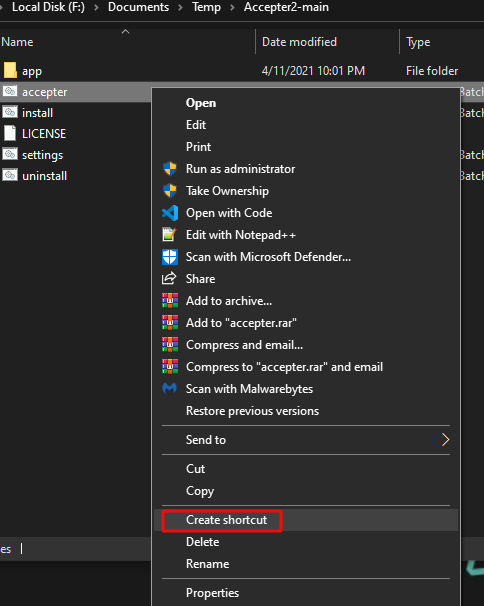 Local Disk (F:) > Documents > Temp > Accepter2-main
Name Date modified Type
app 4/11/2021 10:01 PM File folder
accepter Batch
install Batch
LICENSE
settings Batch
uninstall Batch
Open
Edit
Print
Run as administrator
Take Ownership
Open with Code
Edit with Notepad++
Scan with Microsoft Defender...
Share
Add to archive...
Add to "accepter.rar"
Compress and email...
Compress to "accepter.rar" and email
Scan with Malwarebytes
Restore previous versions
Send to
Cut
Copy
Create shortcut
Delete
Rename
Properties
es